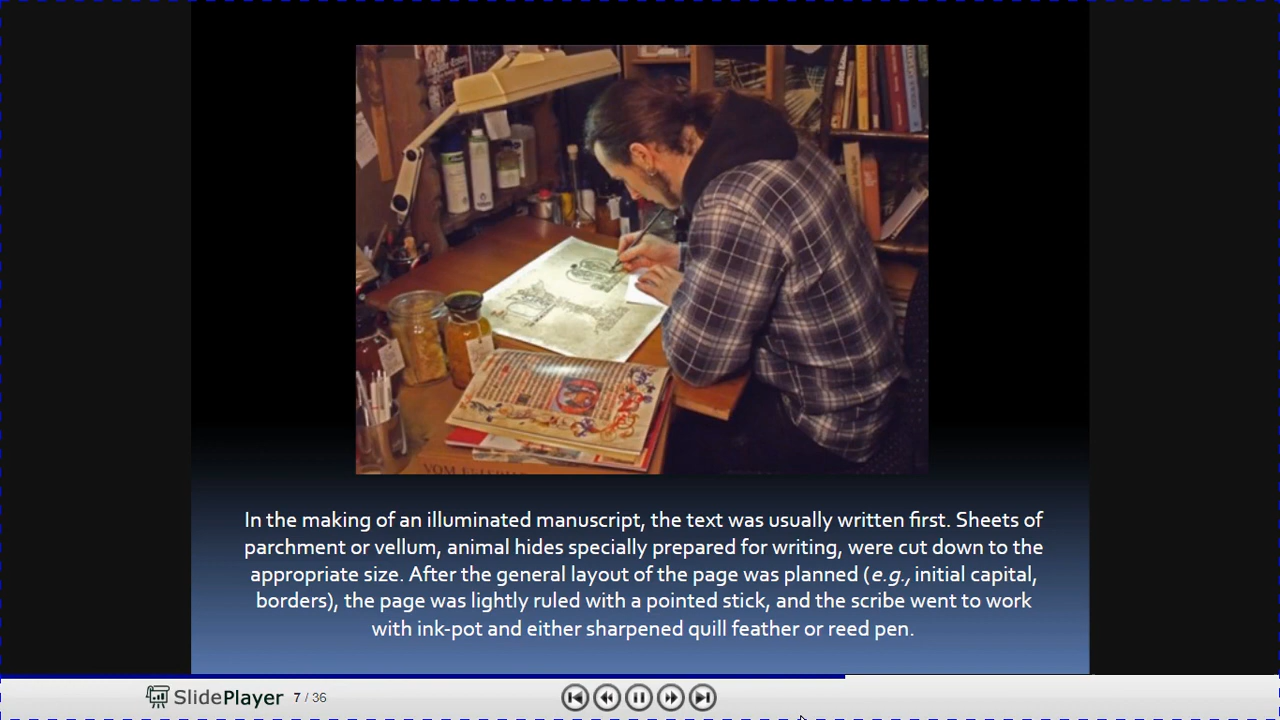 In the making of an illuminated manuscript, the text was usually written first. Sheets of
parchment or vellum, animal hides specially prepared for writing, were cut down to the
appropriate size. After the general layout of the page was planned (e.g., initial capital,
borders), the page was lightly ruled with a pointed stick, and the scribe went to work
with ink-pot and either sharpened quill feather or reed pen.
SlidePlayer 7 / 36